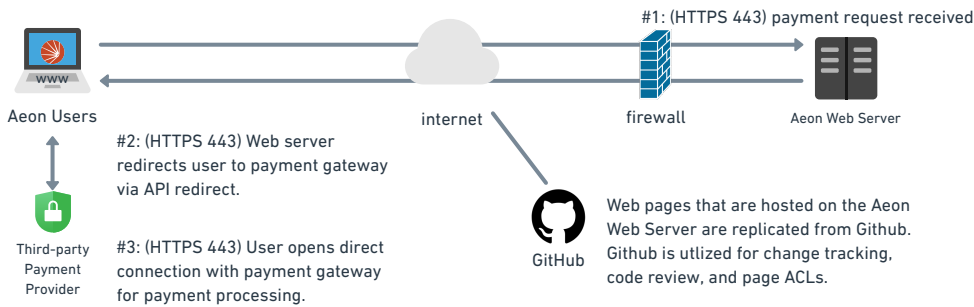 #1: (HTTPS 443) payment request received
WWW
Aeon Users
internet
firewall
Aeon Web Server
#2: (HTTPS 443) Web server
redirects user to payment gateway
via API redirect.
Third-party
Payment
Provider
#3: (HTTPS 443) User opens direct
connection with payment gateway
for payment processing.
GitHub
Web pages that are hosted on the Aeon
Web Server are replicated from Github.
Github is utlized for change tracking,
code review, and page ACLs.